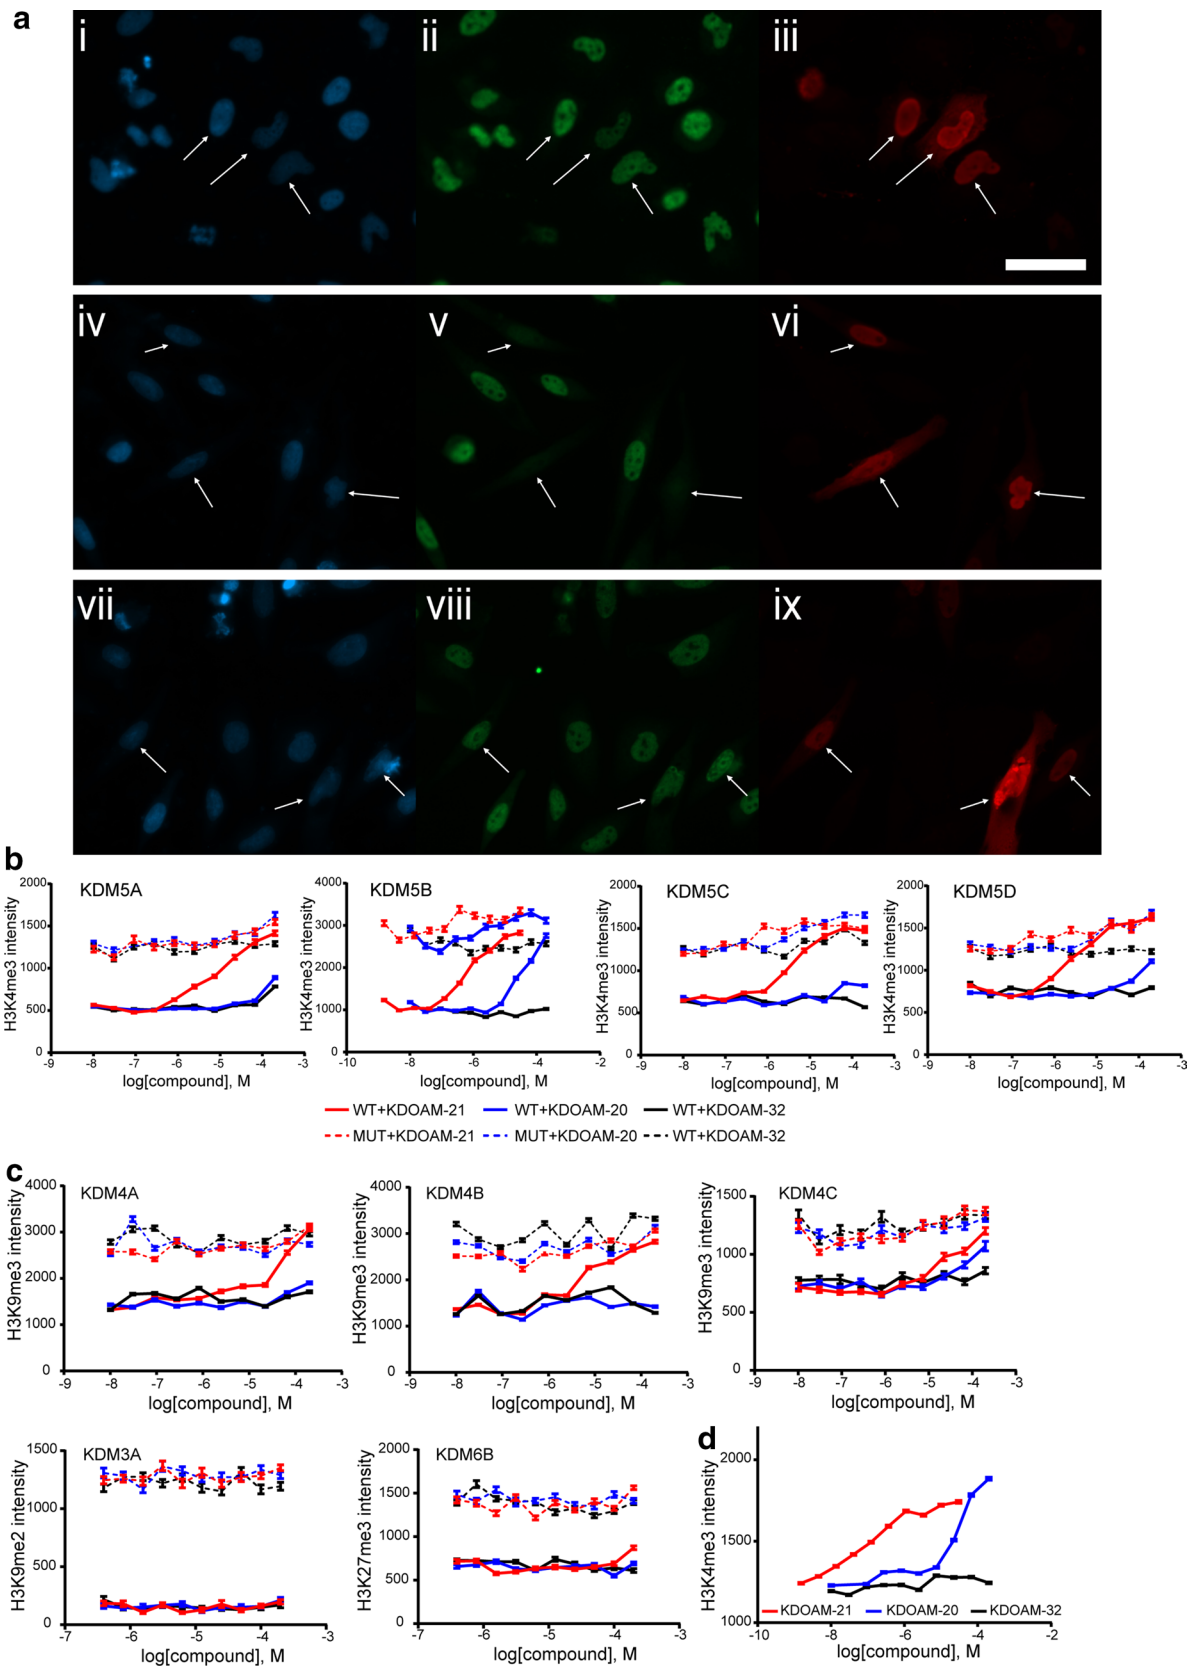 a
i
ii
iii
iv
v
vi
vii
viii
ix
b
KDM5A
H3K4me3 intensity
2000
1500
1000
500
0
-8 -7 -6 -5 -4 -3
log[compound], M
KDM5B
H3K4me3 intensity
4000
3000
2000
1000
0
-10 -8 -6 -4 -2
log[compound], M
KDM5C
H3K4me3 intensity
2000
1500
1000
500
0
-9 -8 -7 -6 -5 -4 -3
log[compound], M
KDM5D
H3K4me3 intensity
2000
1500
1000
500
0
-9 -8 -7 -6 -5 -4 -3
log[compound], M
WT+KDOAM-21 WT+KDOAM-20 WT+KDOAM-32
MUT+KDOAM-21 MUT+KDOAM-20 WT+KDOAM-32
c
KDM4A
H3K9me3 intensity
4000
3000
2000
1000
0
-9 -8 -7 -6 -5 -4 -3
log[compound], M
KDM4B
H3K9me3 intensity
4000
3000
2000
1000
0
-9 -8 -7 -6 -5 -4 -3
log[compound], M
KDM4C
H3K9me3 intensity
1500
1000
500
0
-9 -8 -7 -6 -5 -4 -3
log[compound], M
KDM3A
H3K9me2 intensity
1500
1000
500
0
-7 -6 -5 -4 -3
log[compound], M
KDM6B
H3K27me3 intensity
2000
1500
1000
500
0
-7 -6 -5 -4 -3
log[compound], M
d
H3K4me3 intensity
2000
1500
1000
KDOAM-21 KDOAM-20 KDOAM-32
-10 -8 -6 -4 -2
log[compound], M